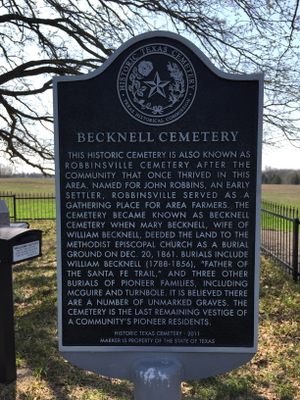 HISTORIC TEXAS CEMETERY
TEXAS HISTORICAL COMMISSION
BECKNELL CEMETERY
THIS HISTORIC CEMETERY IS ALSO KNOWN AS
ROBBINSVILLE CEMETERY AFTER THE
COMMUNITY THAT ONCE THRIVED IN THIS
AREA. NAMED FOR JOHN ROBBINS, AN EARLY
SETTLER, ROBBINSVILLE SERVED AS A
GATHERING PLACE FOR AREA FARMERS. THE
CEMETERY BECAME KNOWN AS BECKNELL
CEMETERY WHEN MARY BECKNELL, WIFE OF
WILLIAM BECKNELL, DEEDED THE LAND TO THE
METHODIST EPISCOPAL CHURCH AS A BURIAL
GROUND ON DEC. 20, 1861. BURIALS INCLUDE
WILLIAM BECKNELL (1788-1856), "FATHER OF
THE SANTA FE TRAIL," AND THREE OTHER
BURIALS OF PIONEER FAMILIES, INCLUDING
MCGUIRE AND TURNBOLE. IT IS BELIEVED THERE
ARE A NUMBER OF UNMARKED GRAVES. THE
CEMETERY IS THE LAST REMAINING VESTIGE OF
A COMMUNITY'S PIONEER RESIDENTS.
HISTORIC TEXAS CEMETERY - 2011
MARKER IS PROPERTY OF THE STATE OF TEXAS